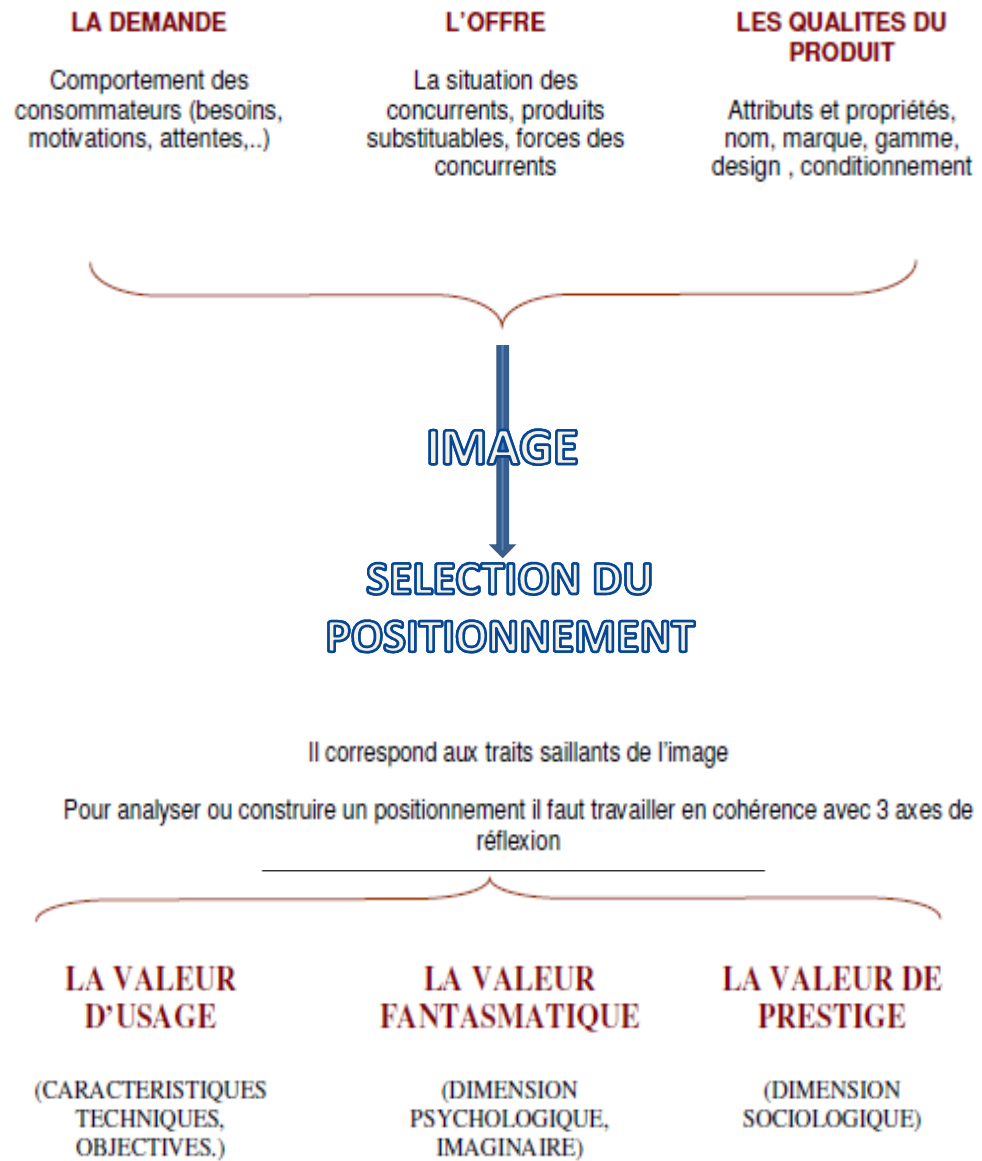 LA DEMANDE
Comportement des
consommateurs (besoins,
motivations, attentes,..)
L'OFFRE
La situation des
concurrents, produits
substituables, forces des
concurrents
LES QUALITES DU
PRODUIT
Attributs et propriétés,
nom, marque, gamme,
design , conditionnement
IMAGE
SELECTION DU
POSITIONNEMENT
Il correspond aux traits saillants de l'image
Pour analyser ou construire un positionnement il faut travailler en cohérence avec 3 axes de
réflexion
LA VALEUR
D'USAGE
(CARACTERISTIQUES
TECHNIQUES,
OBJECTIVES.)
LA VALEUR
FANTASMATIQUE
(DIMENSION
PSYCHOLOGIQUE,
IMAGINAIRE)
LA VALEUR DE
PRESTIGE
(DIMENSION
SOCIOLOGIQUE)